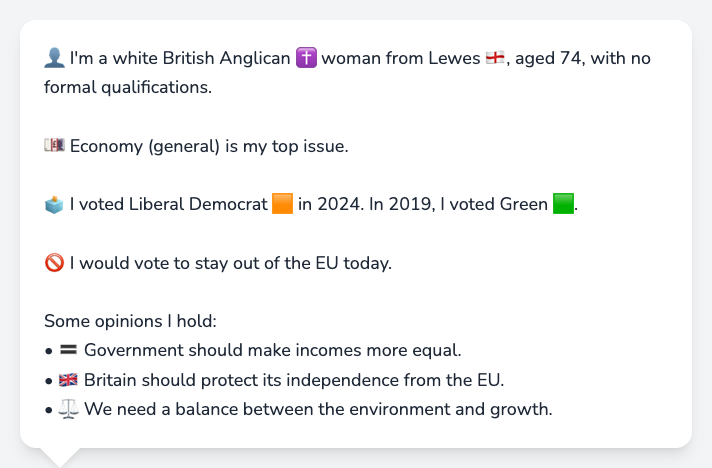 👤 I'm a white British Anglican ✝️ woman from Lewes 🏴󠁧󠁢󠁥󠁮󠁧󠁿, aged 74, with no
formal qualifications.
💷 Economy (general) is my top issue.
🗳️ I voted Liberal Democrat 🟧 in 2024. In 2019, I voted Green 🟩.
🚫 I would vote to stay out of the EU today.
Some opinions I hold:
• 🟰 Government should make incomes more equal.
• 🇬🇧 Britain should protect its independence from the EU.
• ⚖️ We need a balance between the environment and growth.